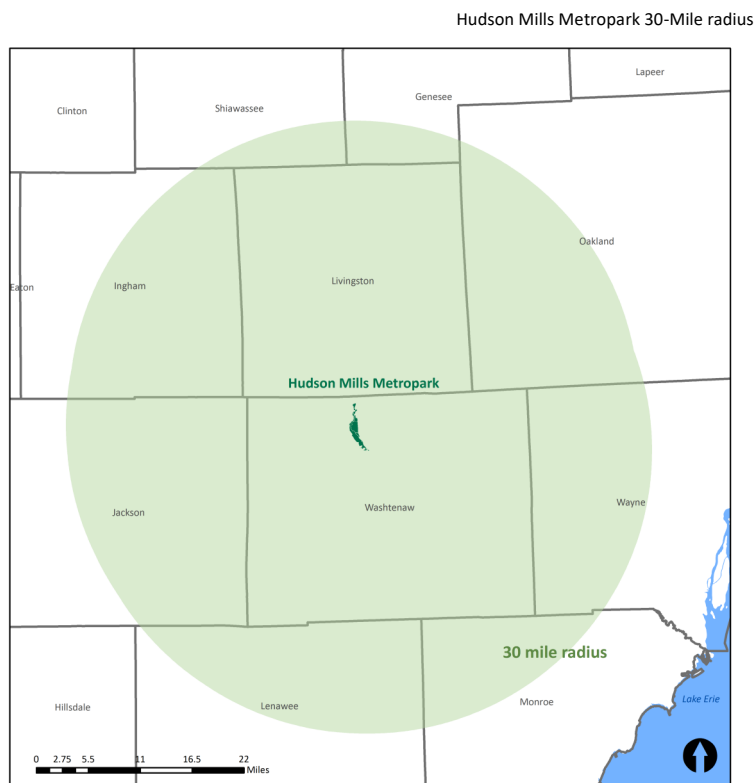 Hudson Mills Metropark 30-Mile radius
Lapeer
Genesee
Shiawassee
Clinton
Oakland
Livingston
Ingham
Eaton
Hudson Mills Metropark
Wayne
Washtenaw
Jackson
30 mile radius
Lake Erie
Monroe
Lenawee
Hillsdale
0 2.75 5.5 11 16.5 22
Miles